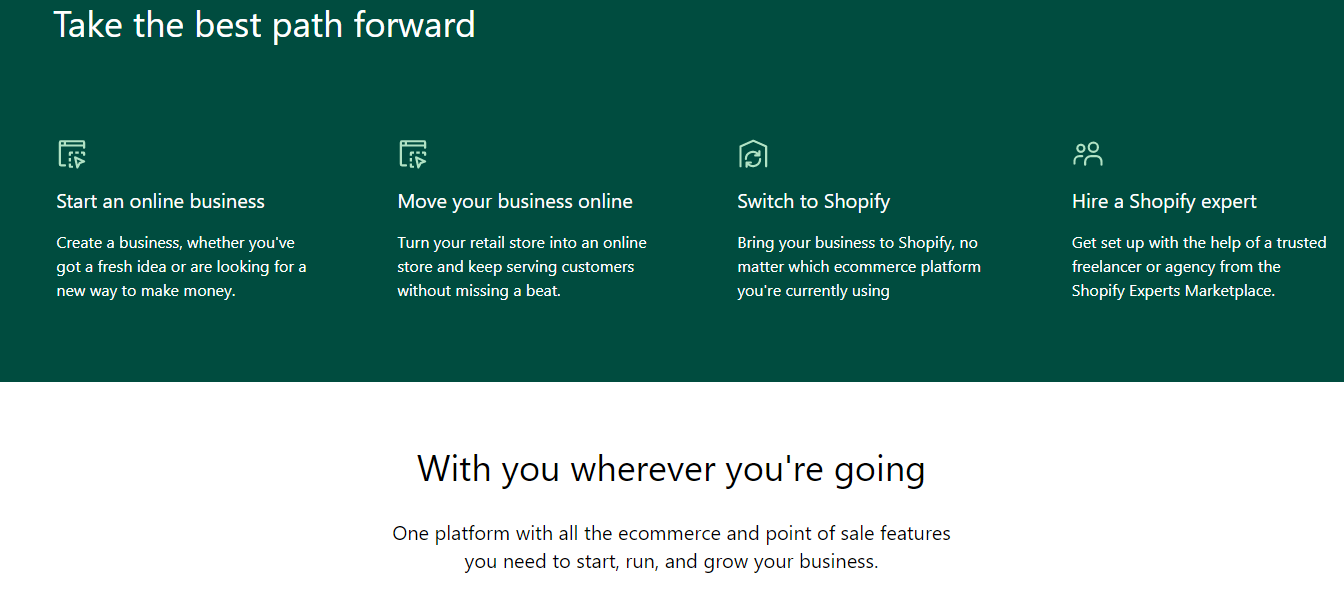 Take the best path forward
Start an online business
Create a business, whether you've
got a fresh idea or are looking for a
new way to make money.
Move your business online
Turn your retail store into an online
store and keep serving customers
without missing a beat.
Switch to Shopify
Bring your business to Shopify, no
matter which ecommerce platform
you're currently using
Hire a Shopify expert
Get set up with the help of a trusted
freelancer or agency from the
Shopify Experts Marketplace.
With you wherever you're going
One platform with all the ecommerce and point of sale features
you need to start, run, and grow your business.